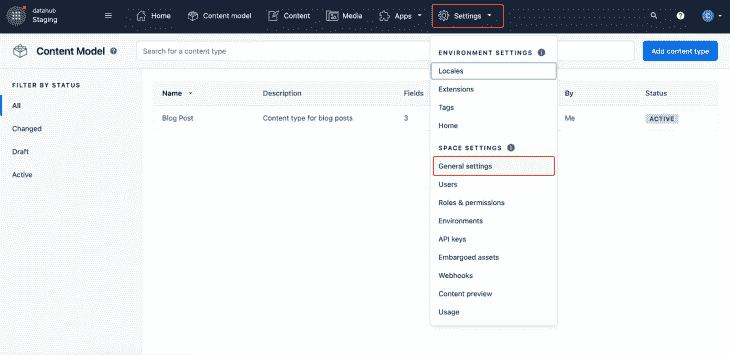 datahub
Staging
Home
Content model
Content
Media
Apps
Settings
C
Content Model
Search for a content type
Add content type
FILTER BY STATUS
All
Changed
Draft
Active
Name
Description
Fields
By
Status
Blog Post
Content type for blog posts
3
Me
ACTIVE
ENVIRONMENT SETTINGS
Locales
Extensions
Tags
Home
SPACE SETTINGS
General settings
Users
Roles & permissions
Environments
API keys
Embargoed assets
Webhooks
Content preview
Usage